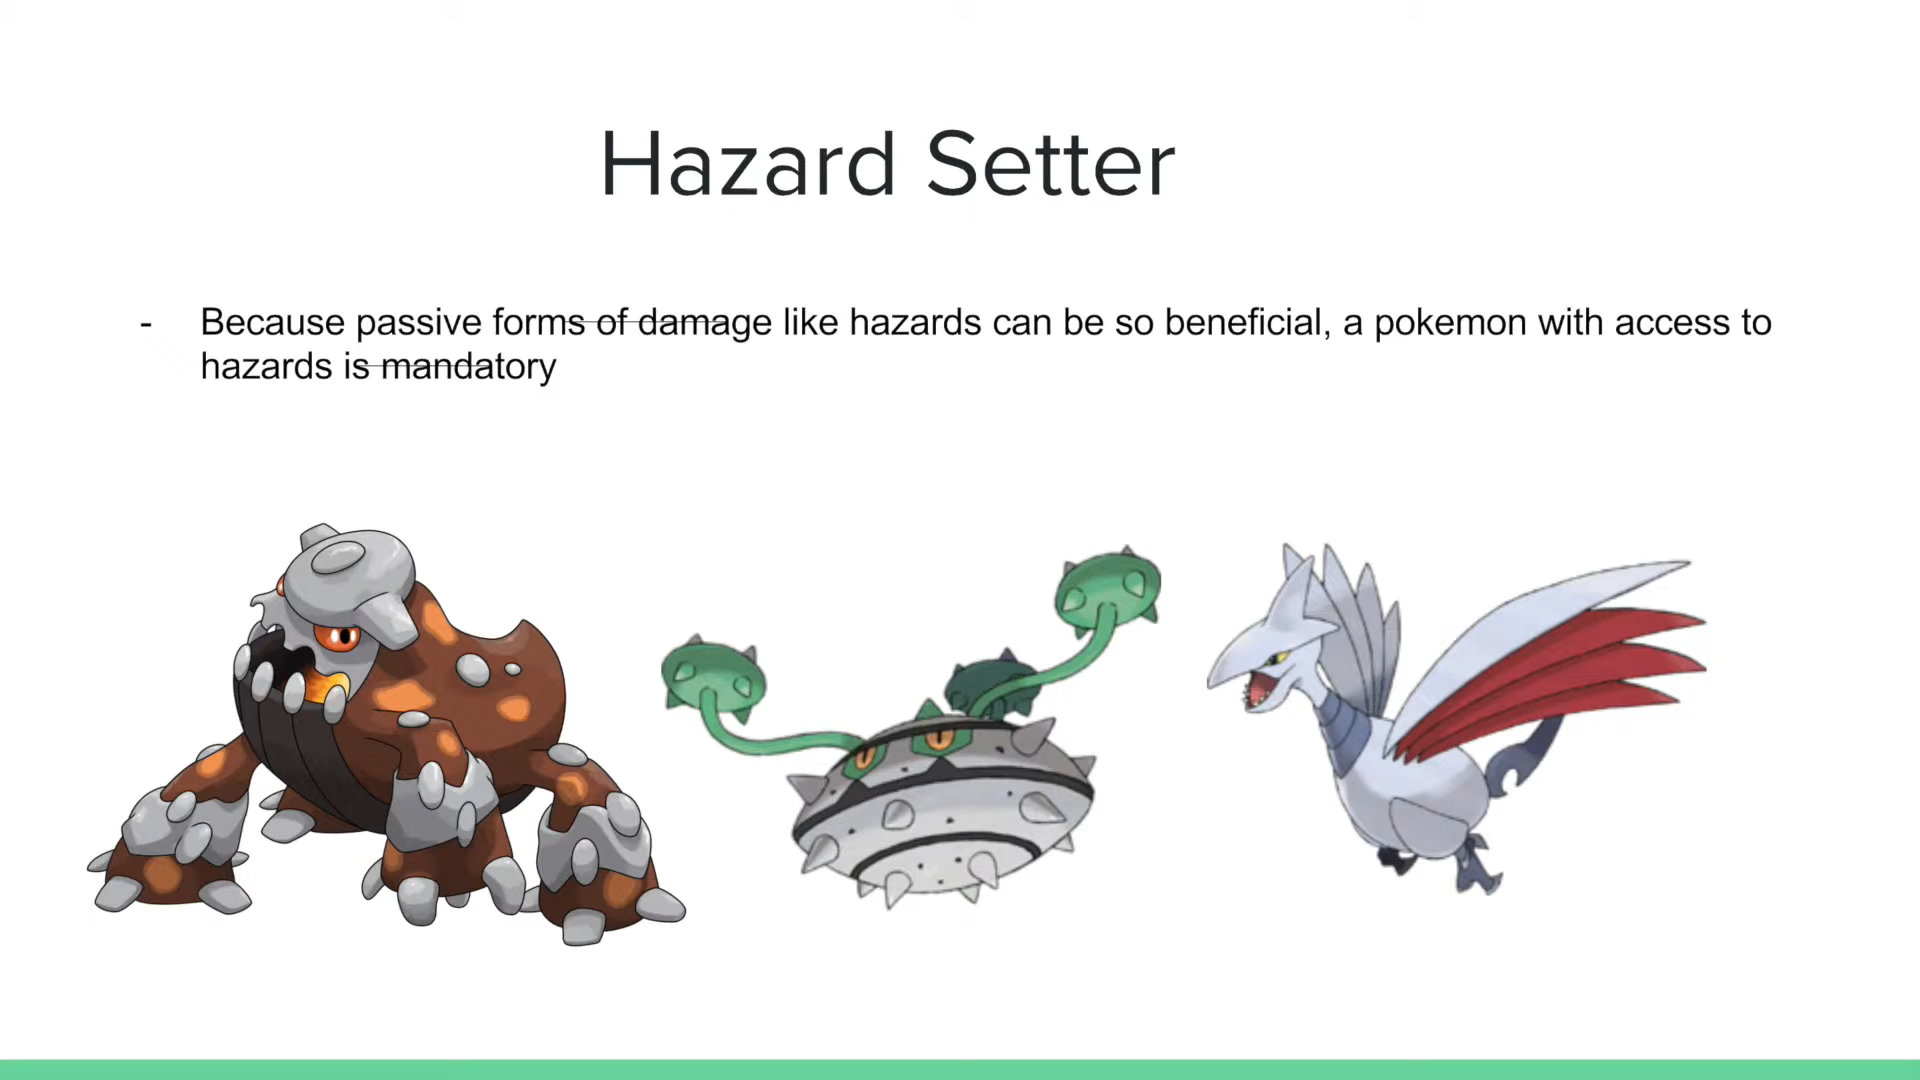 Hazard Setter
- Because passive forms of damage like hazards can be so beneficial, a pokemon with access to
hazards is mandatory